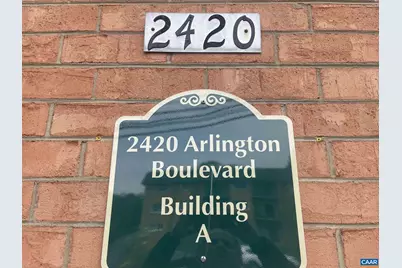 2420
2420 Arlington
Boulevard
Building
A
CAAR